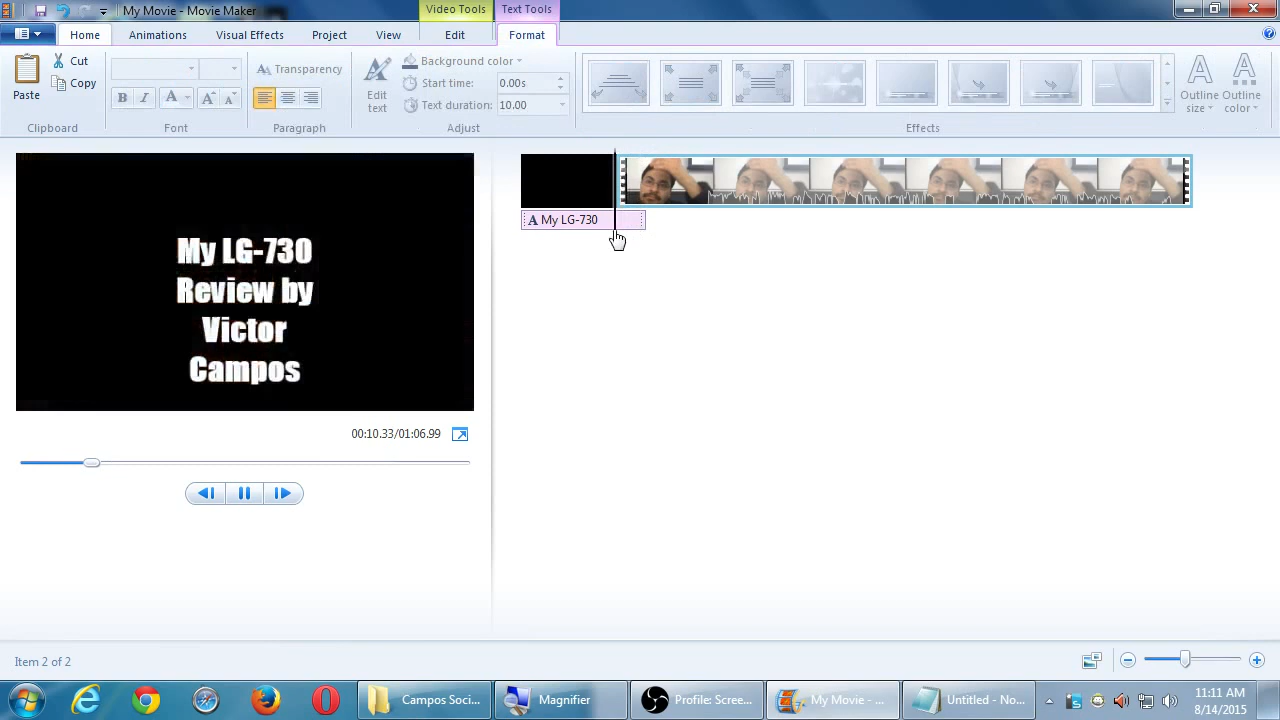 My Movie - Movie Maker
Video Tools
Text Tools
Home
Animations
Visual Effects
Project
View
Edit
Format
Paste
Cut
Copy
Clipboard
B I A A A
Font
Transparency
Paragraph
Edit
text
Background color
Start time: 0.00s
Text duration: 10.00
Adjust
Effects
Outline
size
Outline
color
My LG-730
Review by
Victor
Campos
00:10.33/01:06.99
A My LG-730
Item 2 of 2
Campos Soci...
Magnifier
Profile: Scree...
My Movie - ...
Untitled - No...
11:11 AM
8/14/2015